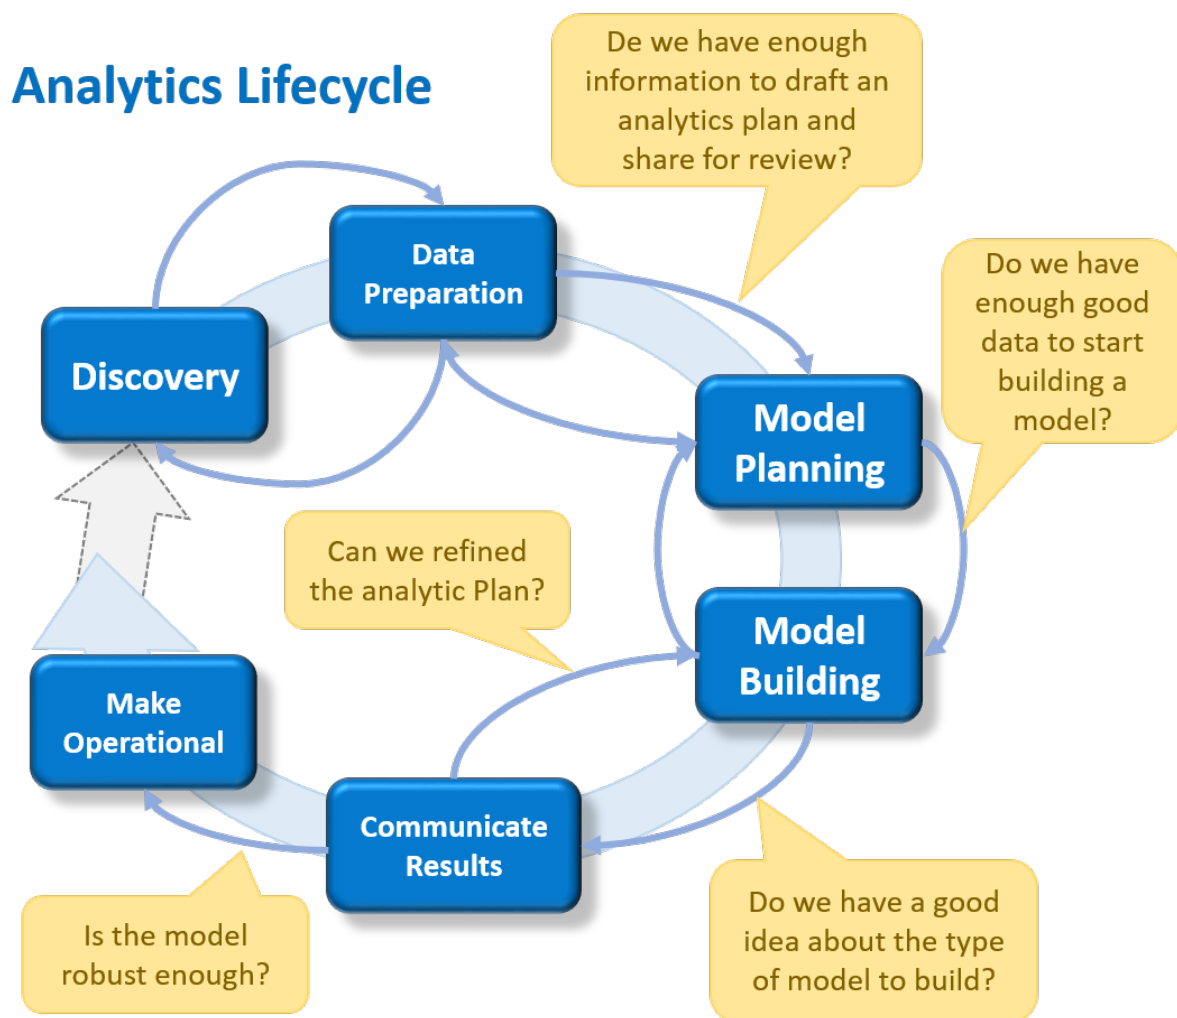 Analytics Lifecycle
De we have enough
information to draft an
analytics plan and
share for review?
Data
Preparation
Do we have
enough good
data to start
building a
model?
Discovery
Model
Planning
Can we refined
the analytic Plan?
Model
Building
Make
Operational
Communicate
Results
Do we have a good
idea about the type
of model to build?
Is the model
robust enough?